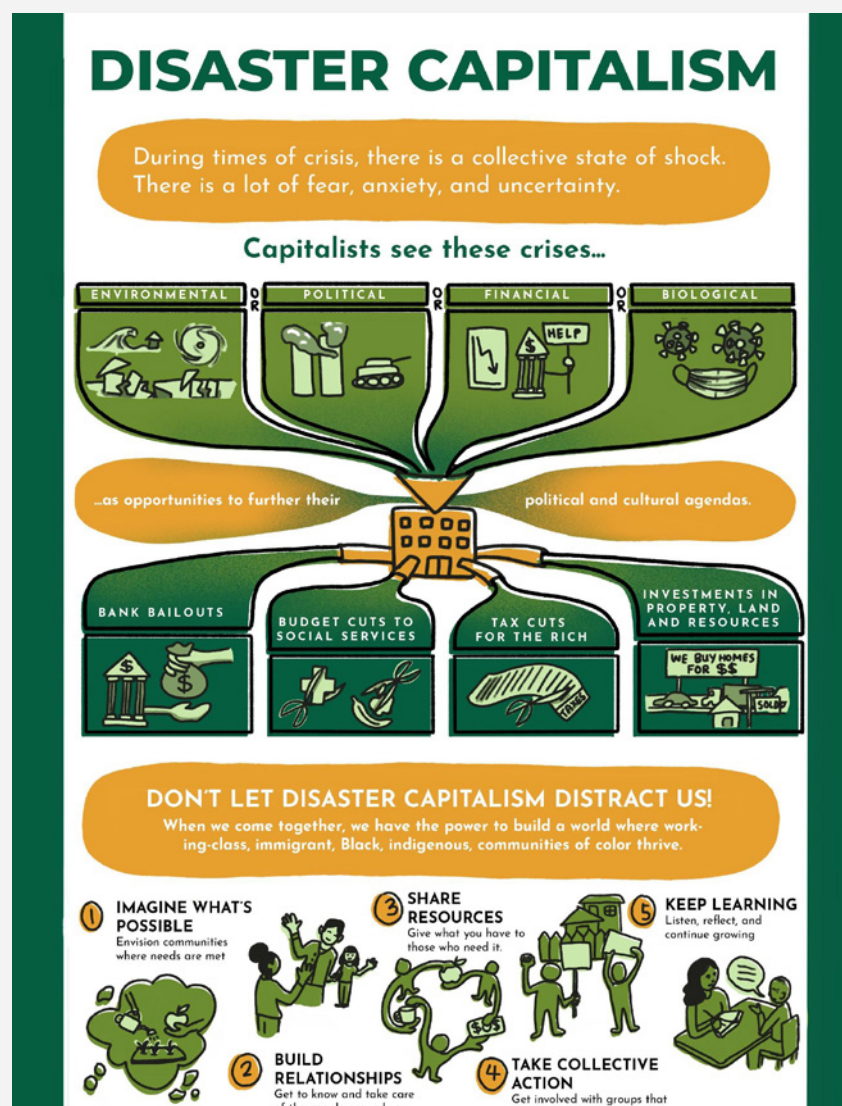 DISASTER CAPITALISM
During times of crisis, there is a collective state of shock.
There is a lot of fear, anxiety, and uncertainty.
Capitalists see these crises...
ENVIRONMENTAL
OR
POLITICAL
OR
FINANCIAL
OR
BIOLOGICAL
HELP
$
...as opportunities to further their
political and cultural agendas.
BANK BAILOUTS
$
$
BUDGET CUTS TO
SOCIAL SERVICES
TAX CUTS
FOR THE RICH
TAXES
INVESTMENTS IN
PROPERTY, LAND
AND RESOURCES
WE BUY HOMES
FOR $$
SOLD
DON'T LET DISASTER CAPITALISM DISTRACT US!
When we come together, we have the power to build a world where work-
ing-class, immigrant, Black, indigenous, communities of color thrive.
1
IMAGINE WHAT'S
POSSIBLE
Envision communities
where needs are met
2
BUILD
RELATIONSHIPS
Get to know and take care
3
SHARE
RESOURCES
Give what you have to
those who need it.
$ $
4
TAKE COLLECTIVE
ACTION
Get involved with groups that
5
KEEP LEARNING
Listen, reflect, and
continue growing